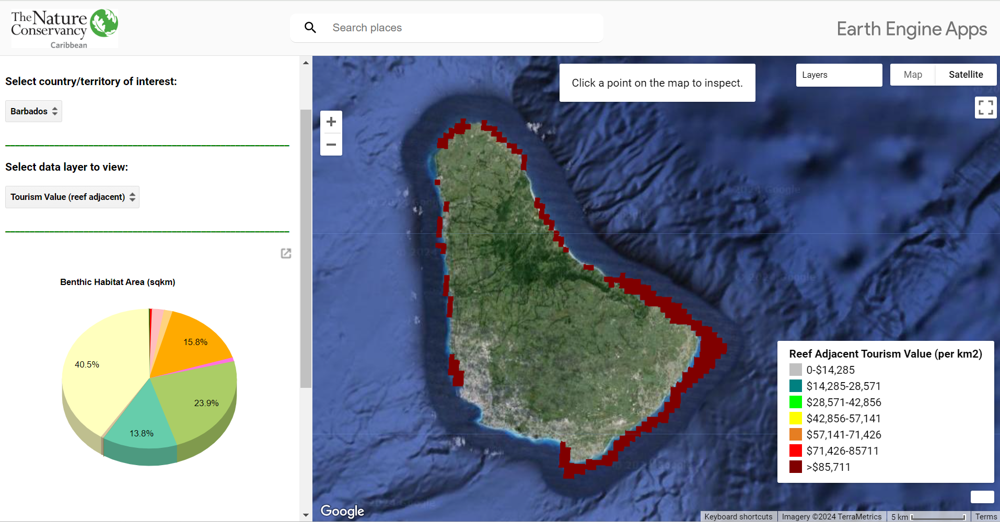 The Nature
Conservancy
Caribbean
Search places
Earth Engine Apps
Select country/territory of interest:
Barbados
Select data layer to view:
Tourism Value (reef adjacent)
Benthic Habitat Area (sqkm)
15.8%
40.5%
23.9%
13.8%
Click a point on the map to inspect.
Layers
Map
Satellite
Reef Adjacent Tourism Value (per km2)
0-$14,285
$14,285-28,571
$28,571-42,856
$42,856-57,141
$57,141-71,426
$71,426-85711
>$85,711
Google
Keyboard shortcuts
Imagery ©2024 TerraMetrics
5 km
Terms